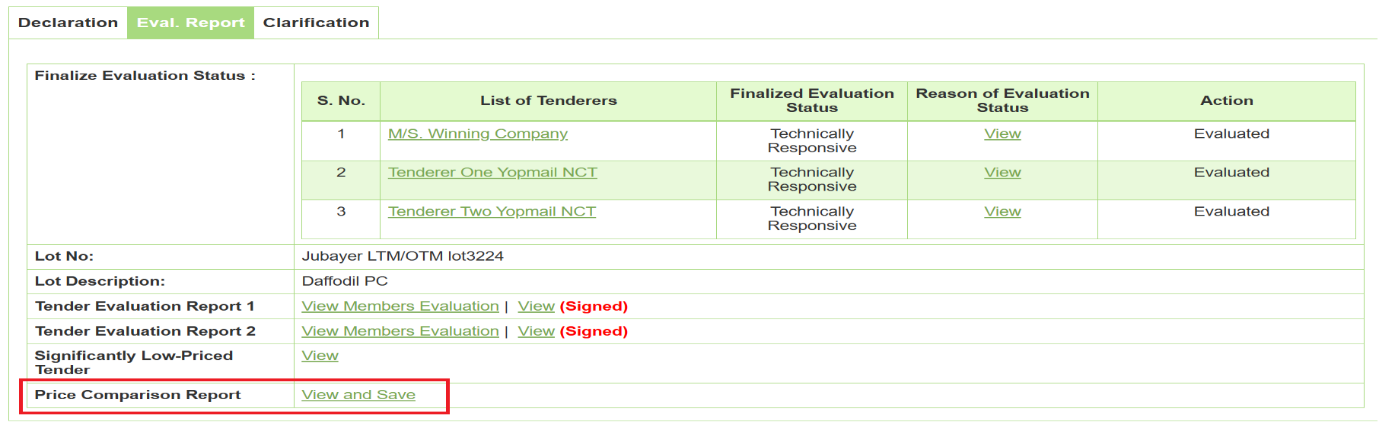 Declaration Eval. Report Clarification
Finalize Evaluation Status :
S. No. List of Tenderers Finalized Evaluation Status Reason of Evaluation Status Action
1 M/S. Winning Company Technically Responsive View Evaluated
2 Tenderer One Yopmail NCT Technically Responsive View Evaluated
3 Tenderer Two Yopmail NCT Technically Responsive View Evaluated
Lot No: Jubayer LTM/OTM lot3224
Lot Description: Daffodil PC
Tender Evaluation Report 1 View Members Evaluation | View (Signed)
Tender Evaluation Report 2 View Members Evaluation | View (Signed)
Significantly Low-Priced Tender View
Price Comparison Report View and Save